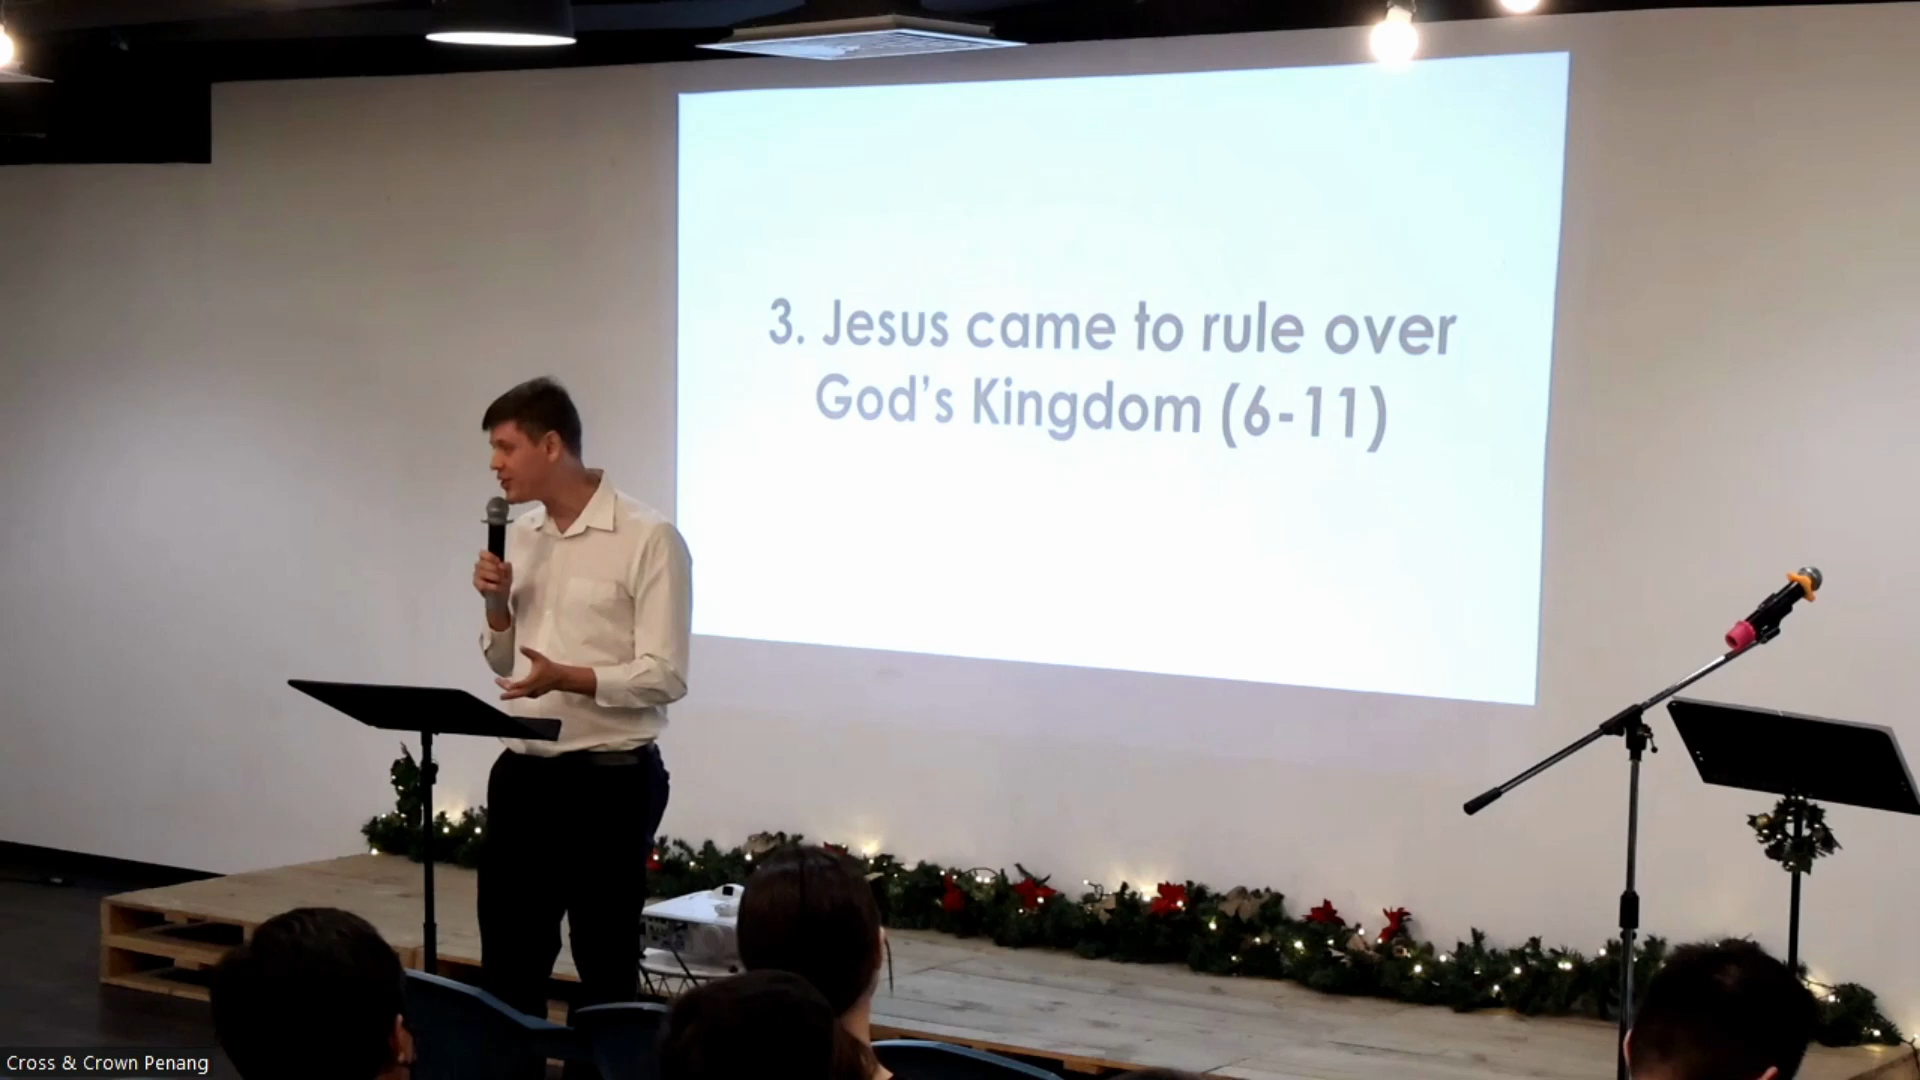 3. Jesus came to rule over
God's Kingdom (6-11)
Cross & Crown Penang